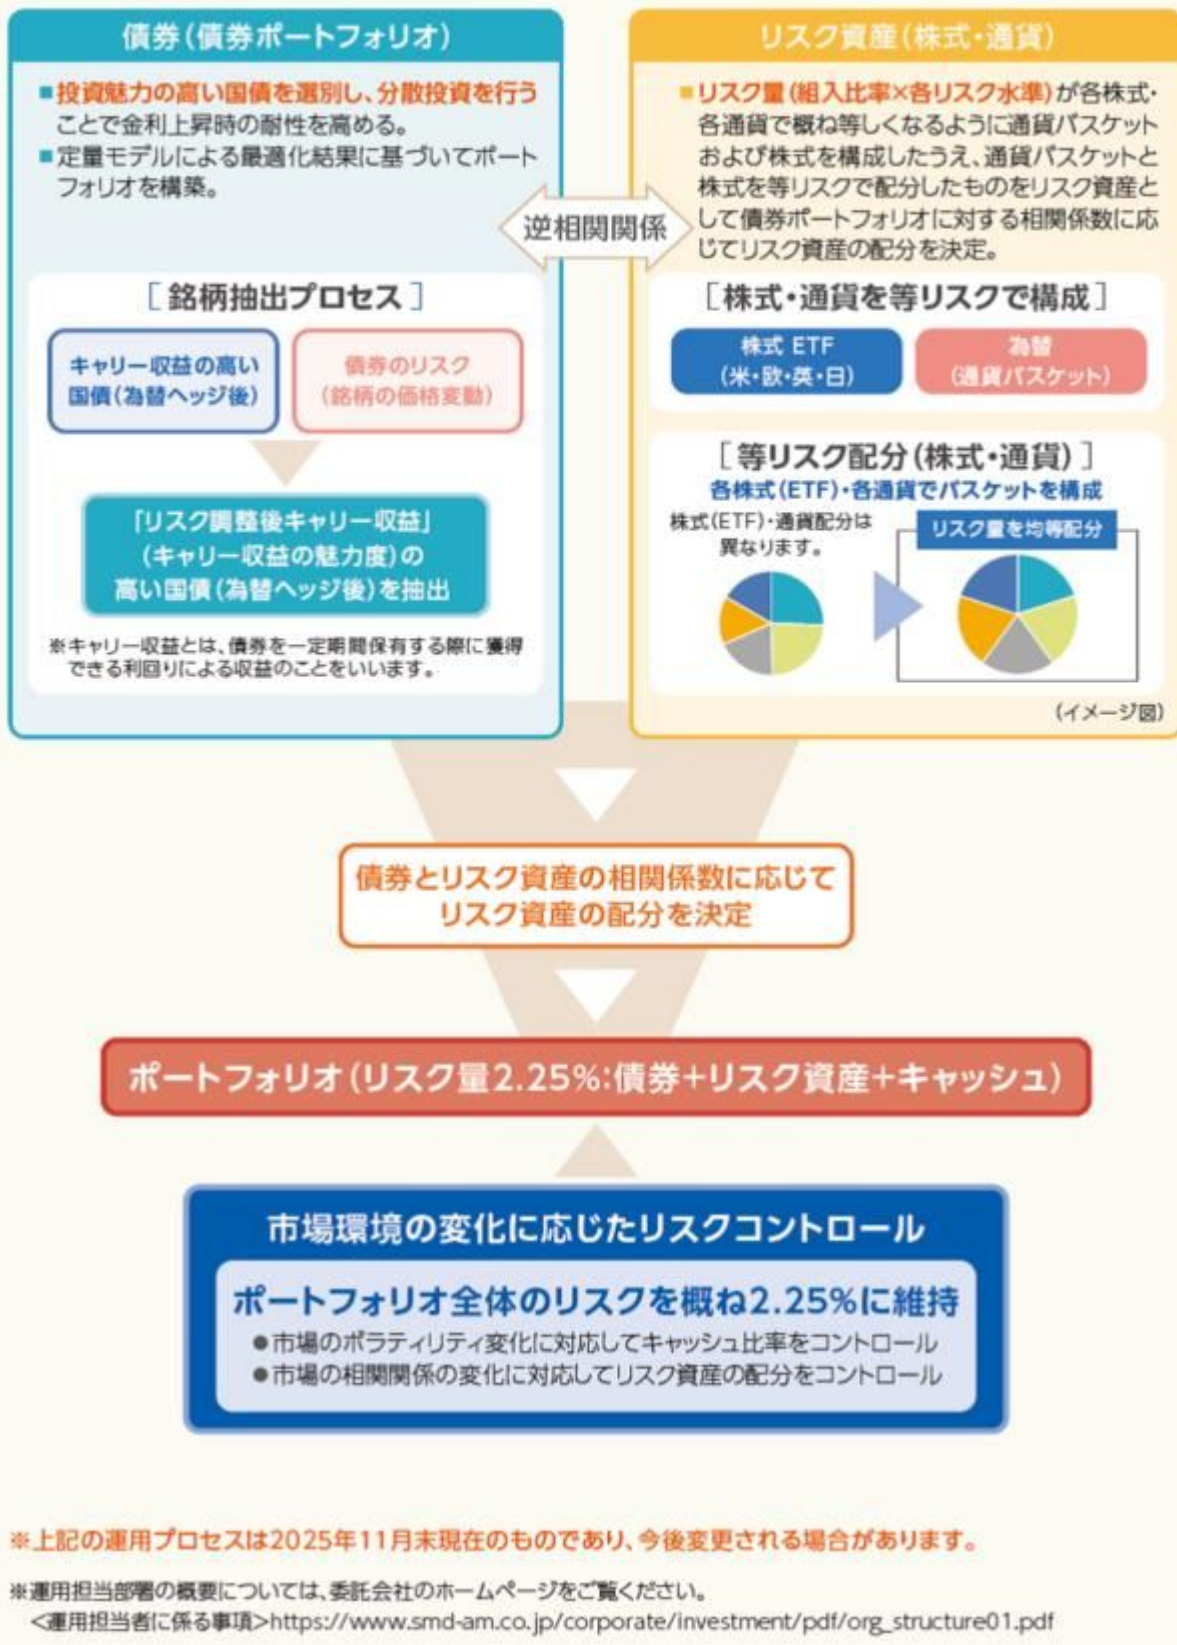 債券(債券ポートフォリオ)
■投資魅力の高い国債を選別し、分散投資を行う
ことで金利上昇時の耐性を高める。
■定量モデルによる最適化結果に基づいてポート
フォリオを構築。
[銘柄抽出プロセス]
キャリー収益の高い
国債(為替ヘッジ後)
債券のリスク
(銘柄の価格変動)
「リスク調整後キャリー収益」
(キャリー収益の魅力度)の
高い国債(為替ヘッジ後)を抽出
※キャリー収益とは、債券を一定期間保有する際に獲得
できる利回りによる収益のことをいいます。
逆相関関係
リスク資産(株式・通貨)
■リスク量(組入比率×各リスク水準)が各株式・
各通貨で概ね等しくなるように通貨バスケット
および株式を構成したうえ、通貨バスケットと
株式を等リスクで配分したものをリスク資産と
して債券ポートフォリオに対する相関係数に応
じてリスク資産の配分を決定。
[株式・通貨を等リスクで構成]
株式 ETF
(米・欧・英・日)
為替
(通貨バスケット)
[等リスク配分(株式・通貨)]
各株式(ETF)・各通貨でバスケットを構成
株式(ETF)・通貨配分は
異なります。
リスク量を均等配分
(イメージ図)
債券とリスク資産の相関係数に応じて
リスク資産の配分を決定
ポートフォリオ(リスク量2.25%:債券+リスク資産+キャッシュ)
市場環境の変化に応じたリスクコントロール
ポートフォリオ全体のリスクを概ね2.25%に維持
●市場のボラティリティ変化に対応してキャッシュ比率をコントロール
●市場の相関関係の変化に対応してリスク資産の配分をコントロール
※上記の運用プロセスは2025年11月末現在のものであり、今後変更される場合があります。
※運用担当部署の概要については、委託会社のホームページをご覧ください。
<運用担当者に係る事項>https://www.smd-am.co.jp/corporate/investment/pdf/org_structure01.pdf